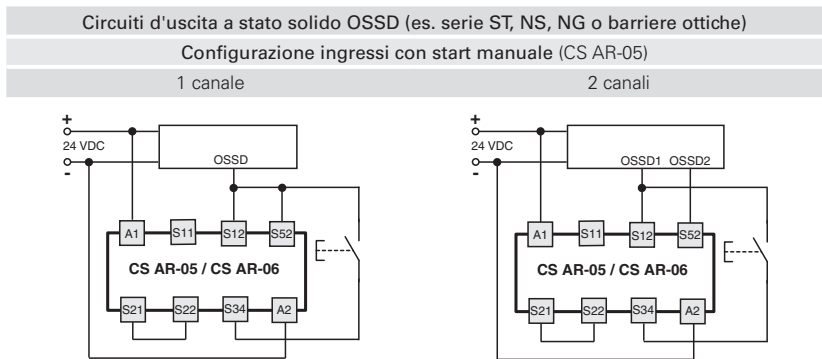 Circuiti d'uscita a stato solido OSSD (es. serie ST, NS, NG o barriere ottiche)
Configurazione ingressi con start manuale (CS AR-05)
1 canale
2 canali
+
24 VDC
-
OSSD
A1
S11
S12
S52
CS AR-05 / CS AR-06
S21
S22
S34
A2
+
24 VDC
-
OSSD1 OSSD2
A1
S11
S12
S52
CS AR-05 / CS AR-06
S21
S22
S34
A2